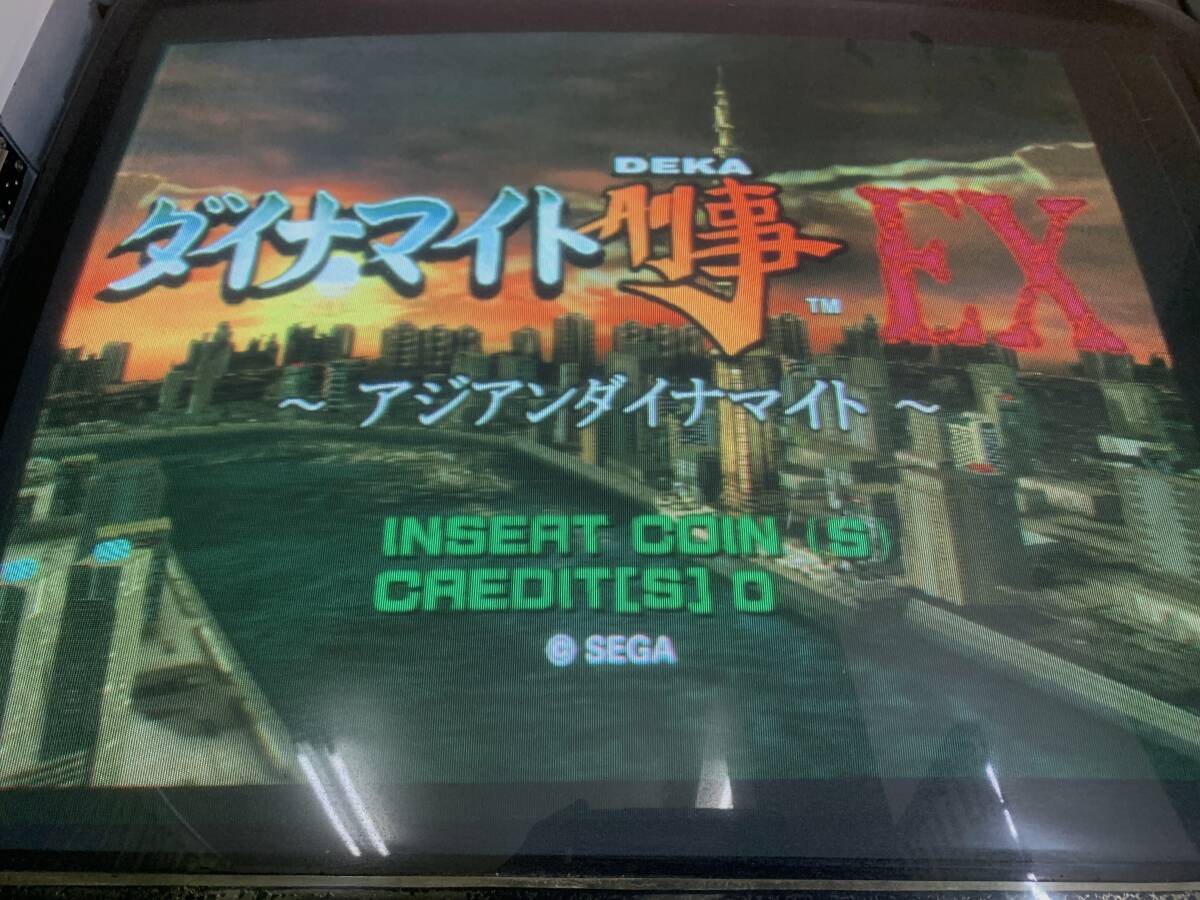 DEKA
ダイナマイト刑事 EX
TM
～ アジアンダイナマイト ～
INSERT COIN (S)
CREDIT[S] 0
© SEGA